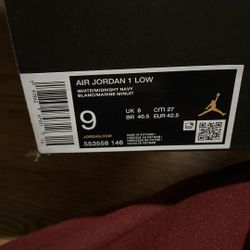 AIR JORDAN 1 LOW
WHITE/MIDNIGHT NAVY
BLANC/MARINE MINUIT
9
UK 8 cm 27
BR 40.5 EUR 42.5
JORDAN.COM
553558 146